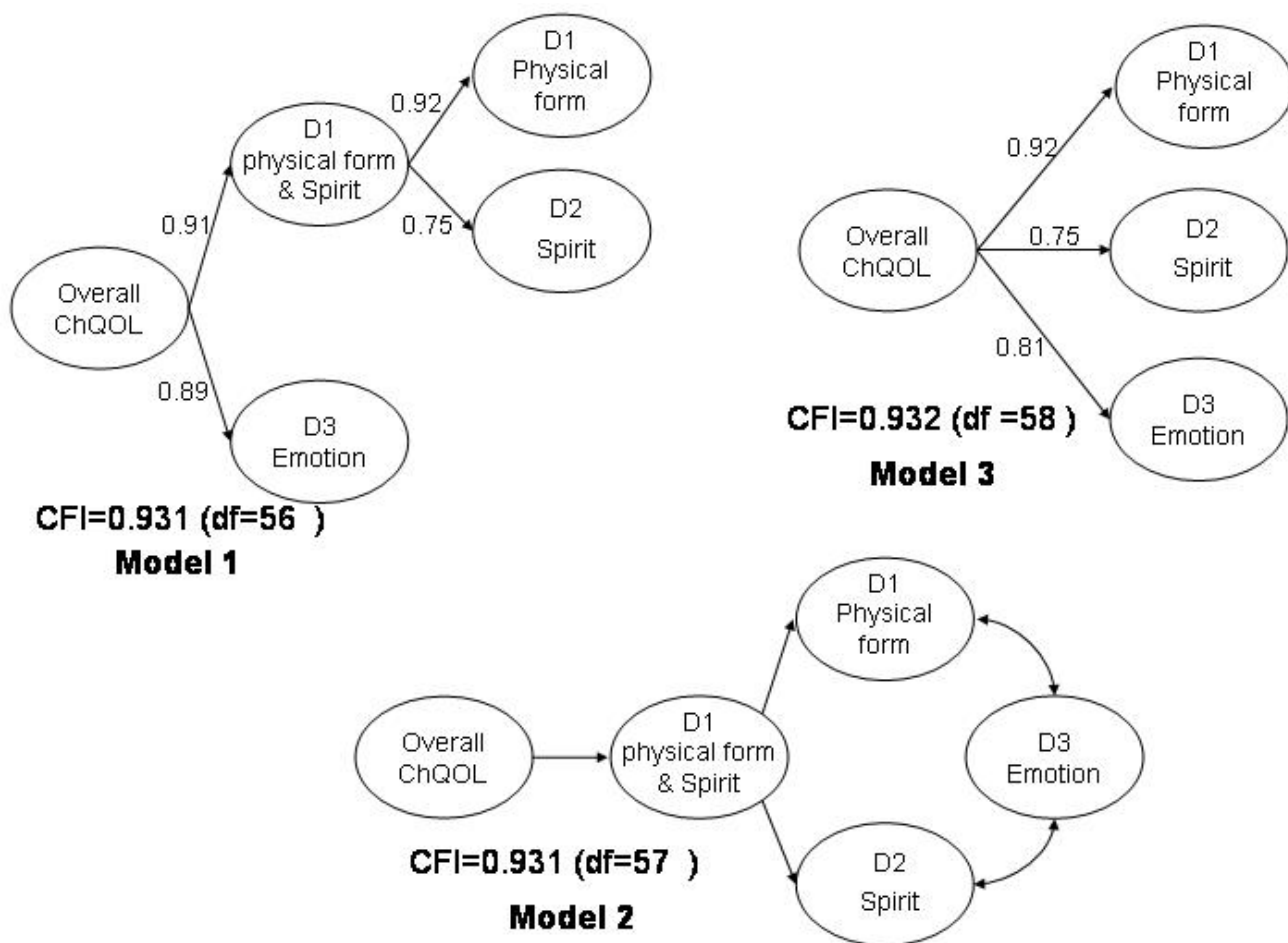 D1
physical form
& Spirit
D1
Physical
form
D2
Spirit
0.92
0.75
0.91
Overall
ChQOL
0.89
D3
Emotion
CFI=0.931 (df=56 )
Model 1
D1
Physical
form
0.92
Overall
ChQOL
0.75
D2
Spirit
0.81
D3
Emotion
CFI=0.932 (df =58 )
Model 3
Overall
ChQOL
D1
physical form
& Spirit
D1
Physical
form
D3
Emotion
D2
Spirit
CFI=0.931 (df=57 )
Model 2